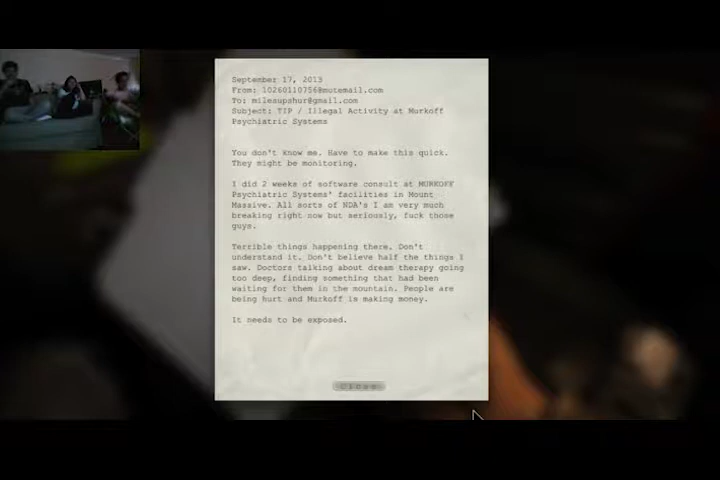 September 17, 2013
From: 10260110756@mutemail.com
To: milesupshur@gmail.com
Subject: TIP / Illegal Activity at Murkoff
Psychiatric Systems
You don't know me. Have to make this quick.
They might be monitoring.
I did 2 weeks of software consult at MURKOFF
Psychiatric Systems' facilities in Mount
Massive. All sorts of NDA's I am very much
breaking right now but seriously, fuck those
guys.
Terrible things happening there. Don't
understand it. Don't believe half the things I
saw. Doctors talking about dream therapy going
too deep, finding something that had been
waiting for them in the mountain. People are
being hurt and Murkoff is making money.
It needs to be exposed.